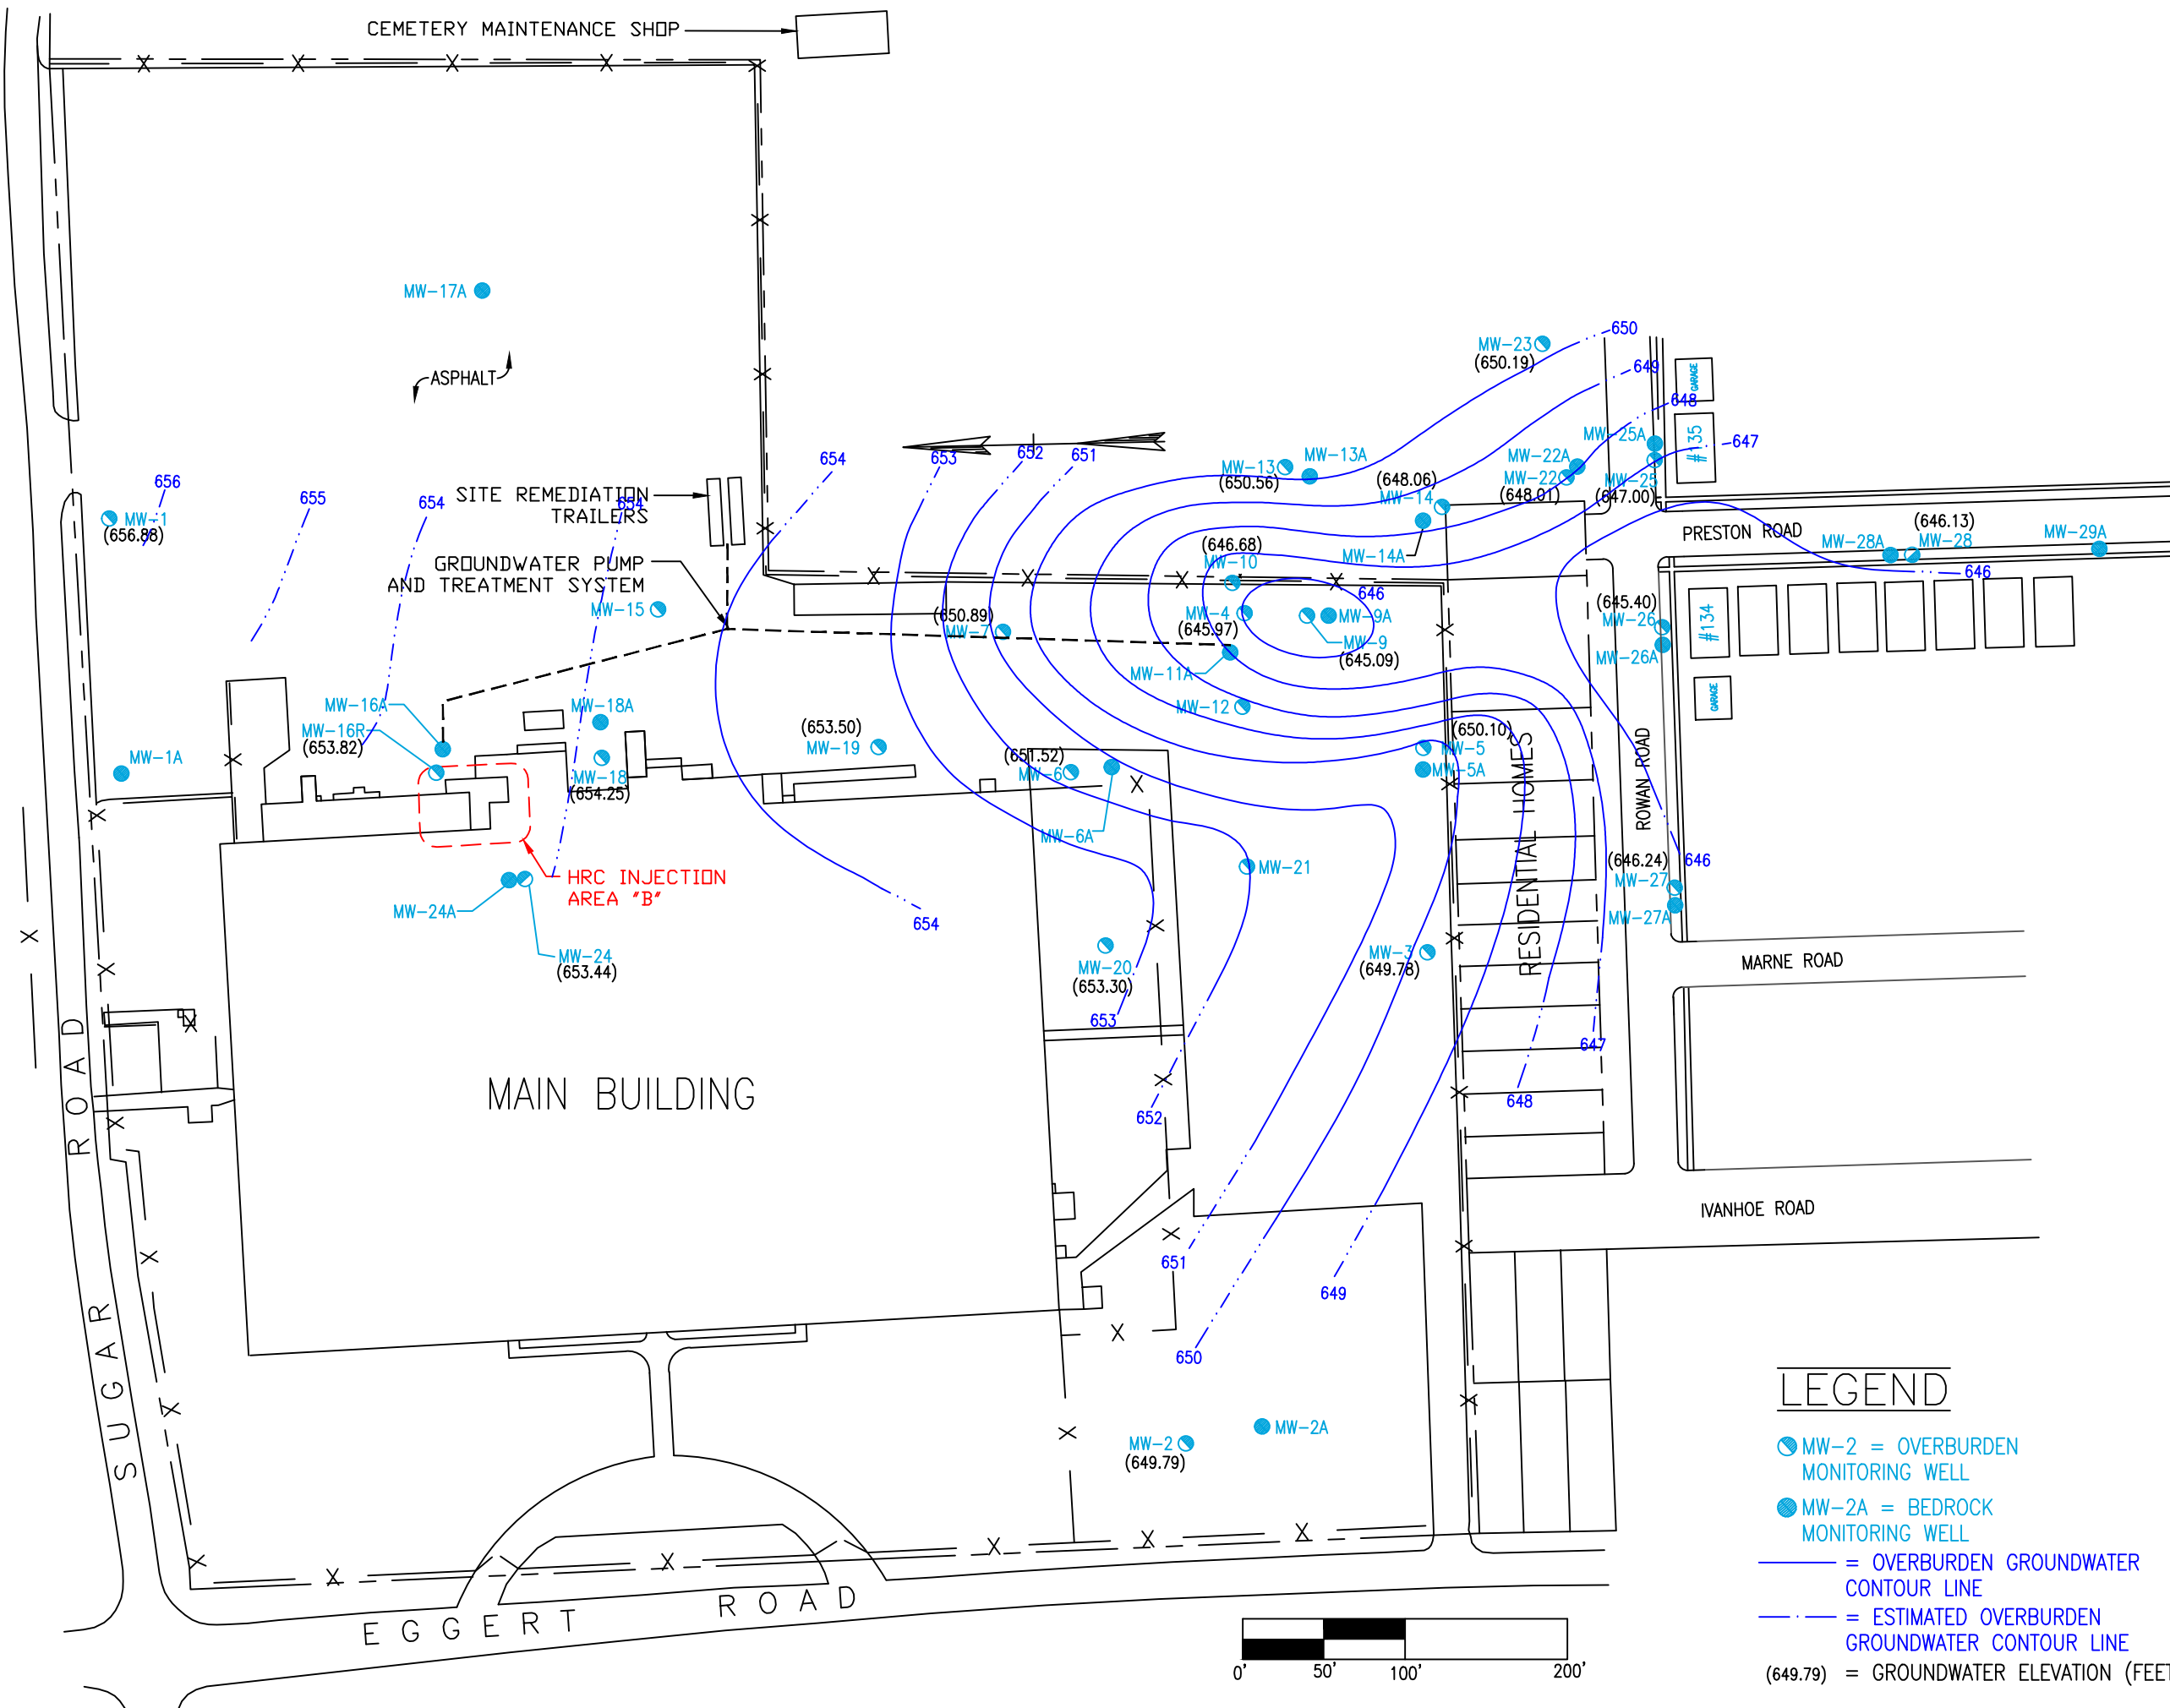 CEMETERY MAINTENANCE SHOP
MW-17A
ASPHALT
MW-23
(650.19)
650
649
648
647
656
655
654
654
654
653
652
651
MW-1
(656.88)
SITE REMEDIATION
TRAILERS
GROUNDWATER PUMP
AND TREATMENT SYSTEM
MW-15
MW-13
(650.56)
MW-13A
(648.06)
MW-14
MW-14A
MW-22A
MW-22
(648.01)
MW-25A
MW-25
(647.00)
GARAGE
#135
PRESTON ROAD
(646.13)
MW-28A
MW-28
MW-29A
646
(646.68)
MW-10
646
MW-4
(645.97)
MW-9A
MW-9
(645.09)
(650.89)
MW-7
MW-11A
MW-12
(645.40)
MW-26
MW-26A
#134
GARAGE
MW-16A
MW-16R
(653.82)
MW-18A
MW-18
(654.25)
(653.50)
MW-19
(651.52)
MW-6
MW-6A
(650.10)
MW-5
MW-5A
MW-1A
HRC INJECTION
AREA "B"
MW-24A
MW-24
(653.44)
654
MW-21
MW-20
(653.30)
653
MW-3
(649.78)
RESIDENTIAL HOMES
ROWAN ROAD
(646.24)
646
MW-27
MW-27A
MARNE ROAD
647
648
652
MAIN BUILDING
651
649
650
IVANHOE ROAD
SUGAR ROAD
MW-2
(649.79)
MW-2A
EGGERT ROAD
0' 50' 100' 200'
LEGEND
MW-2 = OVERBURDEN
MONITORING WELL
MW-2A = BEDROCK
MONITORING WELL
= OVERBURDEN GROUNDWATER
CONTOUR LINE
= ESTIMATED OVERBURDEN
GROUNDWATER CONTOUR LINE
(649.79) = GROUNDWATER ELEVATION (FEET